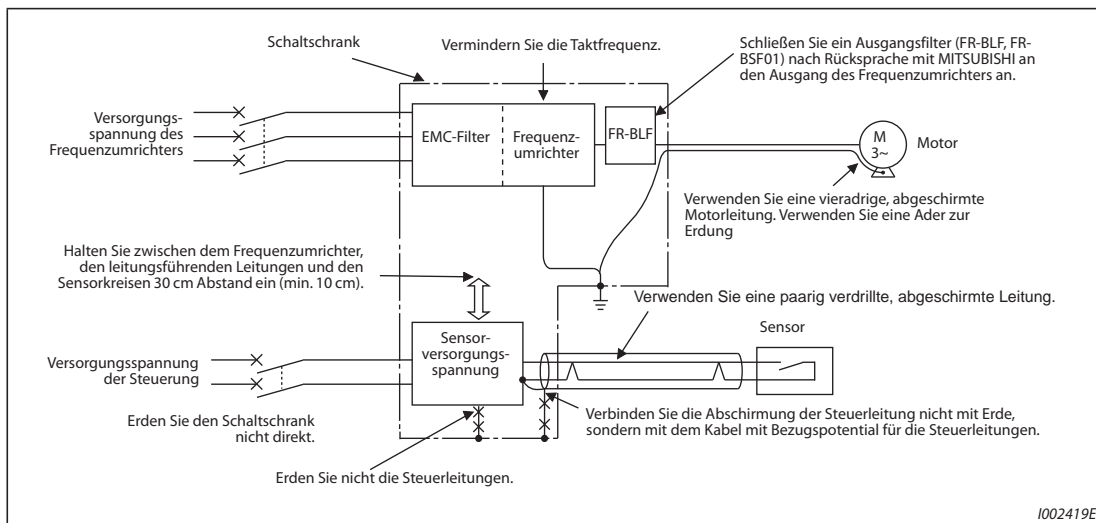 Schaltschrank
Vermindern Sie die Taktfrequenz.
Schließen Sie ein Ausgangsfilter (FR-BLF, FR-
BSF01) nach Rücksprache mit MITSUBISHI an
den Ausgang des Frequenzumrichters an.
Versorgungs-
spannung des
Frequenzumrichters
EMC-Filter
Frequenz-
umrichter
FR-BLF
M
3~
Motor
Verwenden Sie eine vieradrige, abgeschirmte
Motorleitung. Verwenden Sie eine Ader zur
Erdung
Halten Sie zwischen dem Frequenzumrichter,
den leitungsführenden Leitungen und den
Sensorkreisen 30 cm Abstand ein (min. 10 cm).
Verwenden Sie eine paarig verdrillte, abgeschirmte Leitung.
Sensor
Versorgungsspannung
der Steuerung
Sensor-
versorgungs-
spannung
Erden Sie den Schaltschrank
nicht direkt.
Verbinden Sie die Abschirmung der Steuerleitung nicht mit Erde,
sondern mit dem Kabel mit Bezugspotential für die Steuerleitungen.
Erden Sie nicht die Steuerleitungen.
I002419E